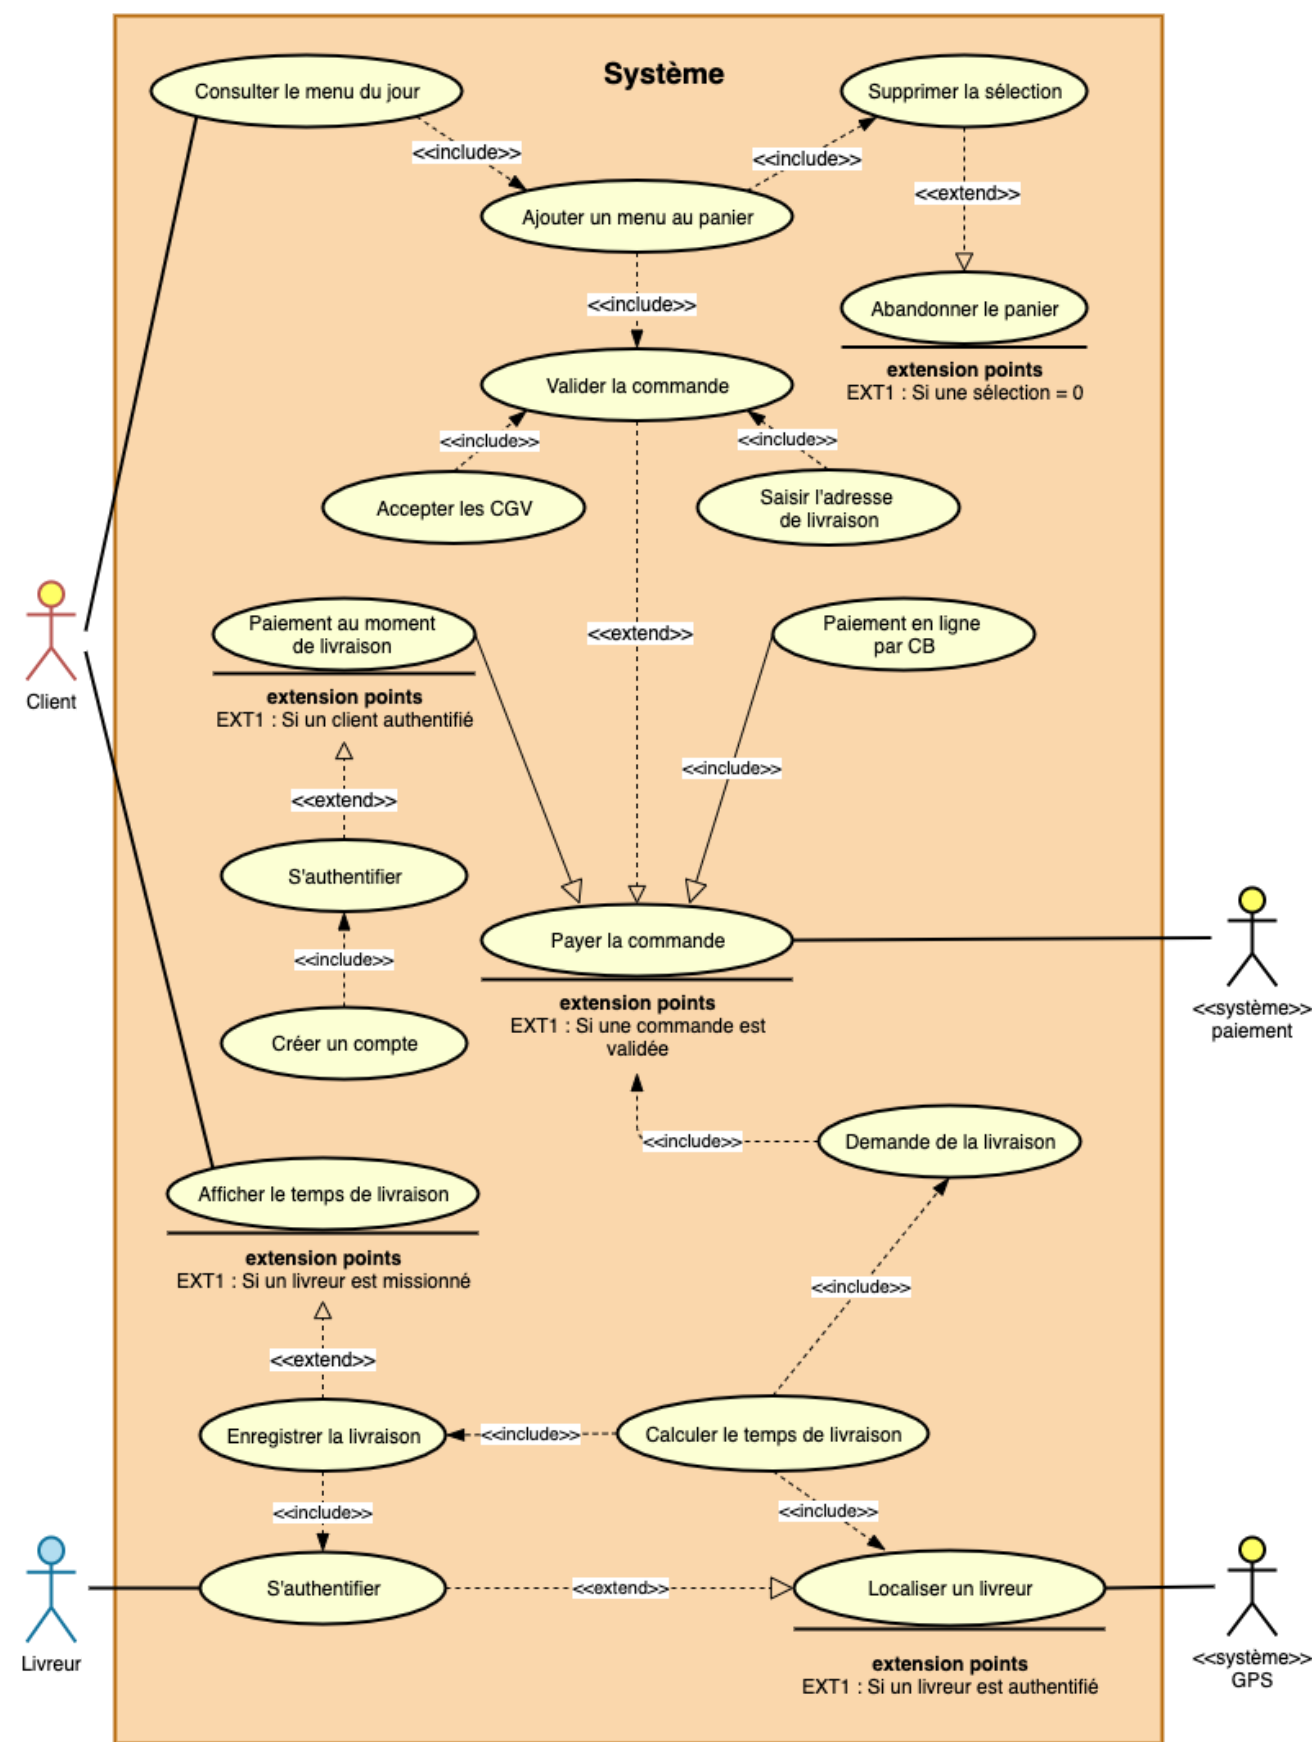 Système
Consulter le menu du jour
Supprimer la sélection
<<include>>
<<include>>
<<extend>>
Ajouter un menu au panier
<<include>>
Abandonner le panier
extension points
EXT1 : Si une sélection = 0
Valider la commande
<<include>>
<<include>>
Accepter les CGV
Saisir l'adresse
de livraison
Paiement au moment
de livraison
extension points
EXT1 : Si un client authentifié
<<extend>>
Paiement en ligne
par CB
Client
<<include>>
<<extend>>
S'authentifier
<<include>>
Créer un compte
Payer la commande
extension points
EXT1 : Si une commande est
validée
<<système>>
paiement
<<include>>
Demande de la livraison
Afficher le temps de livraison
extension points
EXT1 : Si un livreur est missionné
<<include>>
<<extend>>
Enregistrer la livraison
<<include>>
Calculer le temps de livraison
<<include>>
<<include>>
S'authentifier
<<extend>>
Localiser un livreur
extension points
EXT1 : Si un livreur est authentifié
Livreur
<<système>>
GPS